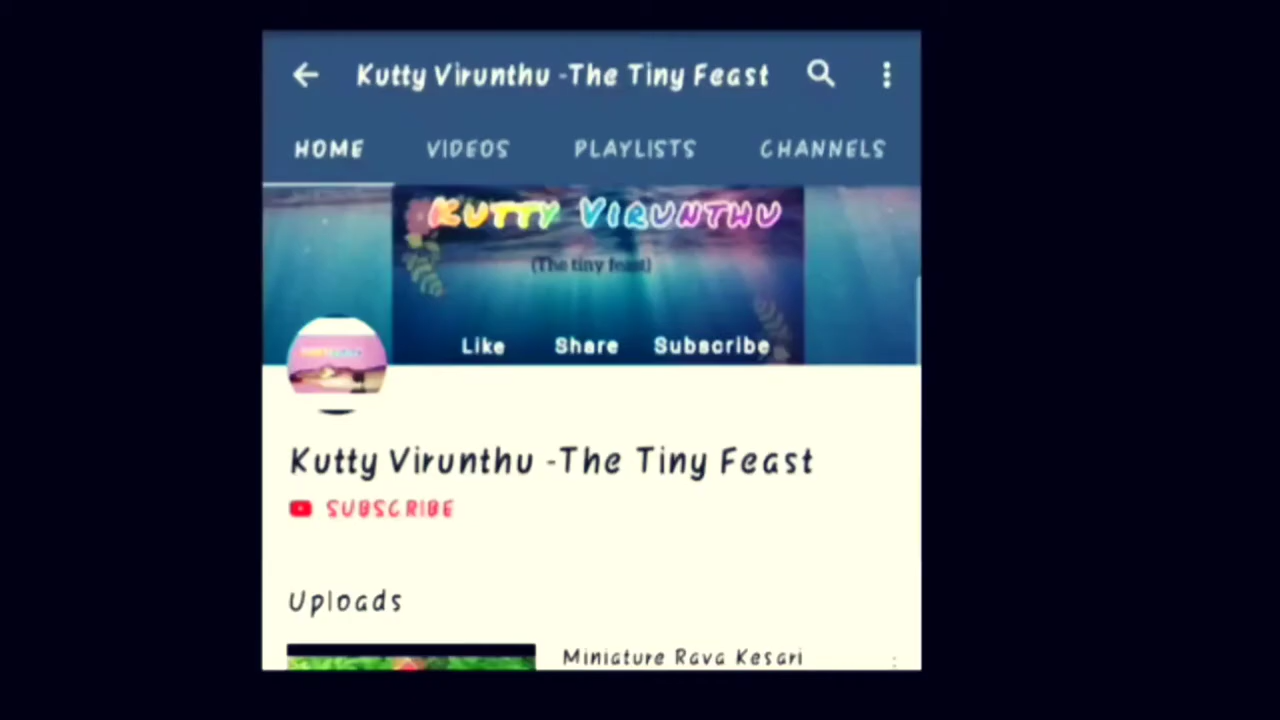 Kutty Virunthu -The Tiny Feast
HOME VIDEOS PLAYLISTS CHANNELS
KUTTY VIRUNTHU
(The tiny feast)
Like Share Subscribe
Kutty Virunthu -The Tiny Feast
SUBSCRIBE
Uploads
Miniature Rava Kesari